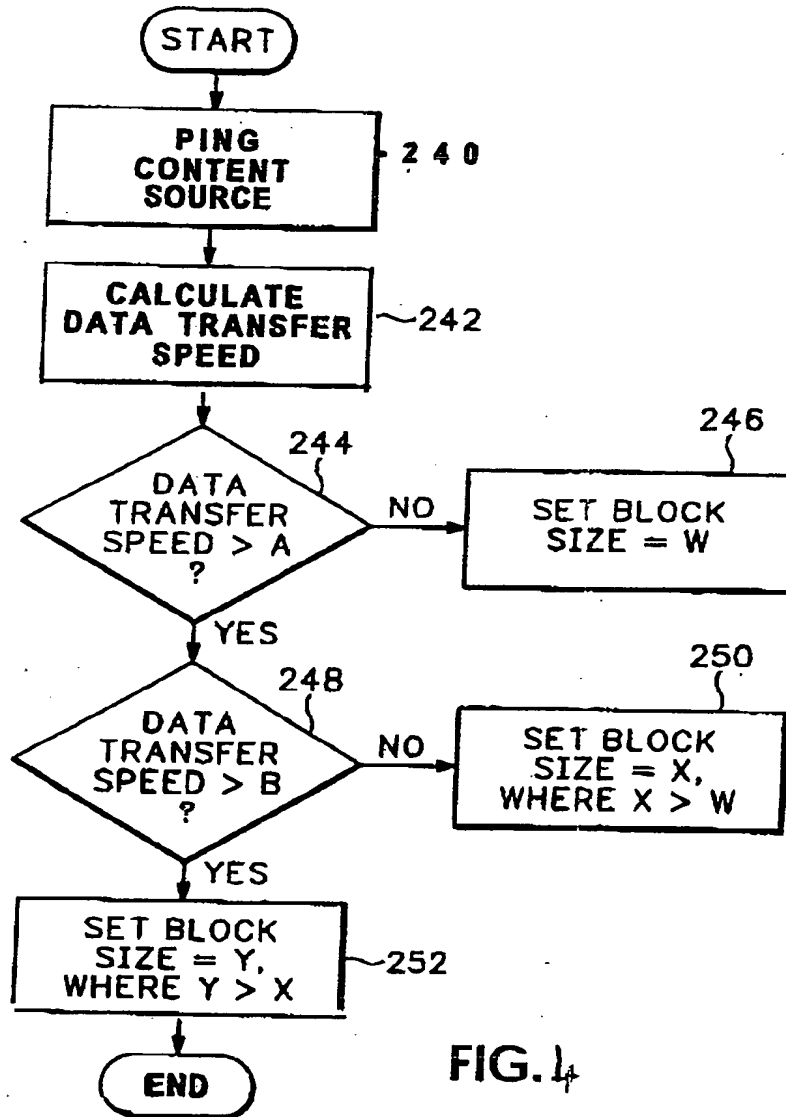 START
PING
CONTENT
SOURCE
240
CALCULATE
DATA TRANSFER
SPEED
242
244
DATA
TRANSFER
SPEED > A
?
NO
246
SET BLOCK
SIZE = W
YES
248
DATA
TRANSFER
SPEED > B
?
NO
250
SET BLOCK
SIZE = X,
WHERE X > W
YES
SET BLOCK
SIZE = Y,
WHERE Y > X
252
END
FIG. 4